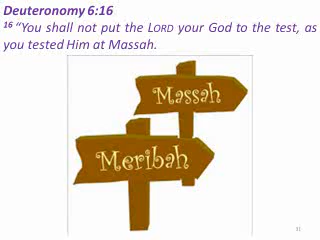 Deuteronomy 6:16
16 “You shall not put the LORD your God to the test, as
you tested Him at Massah.
Massah
Meribah